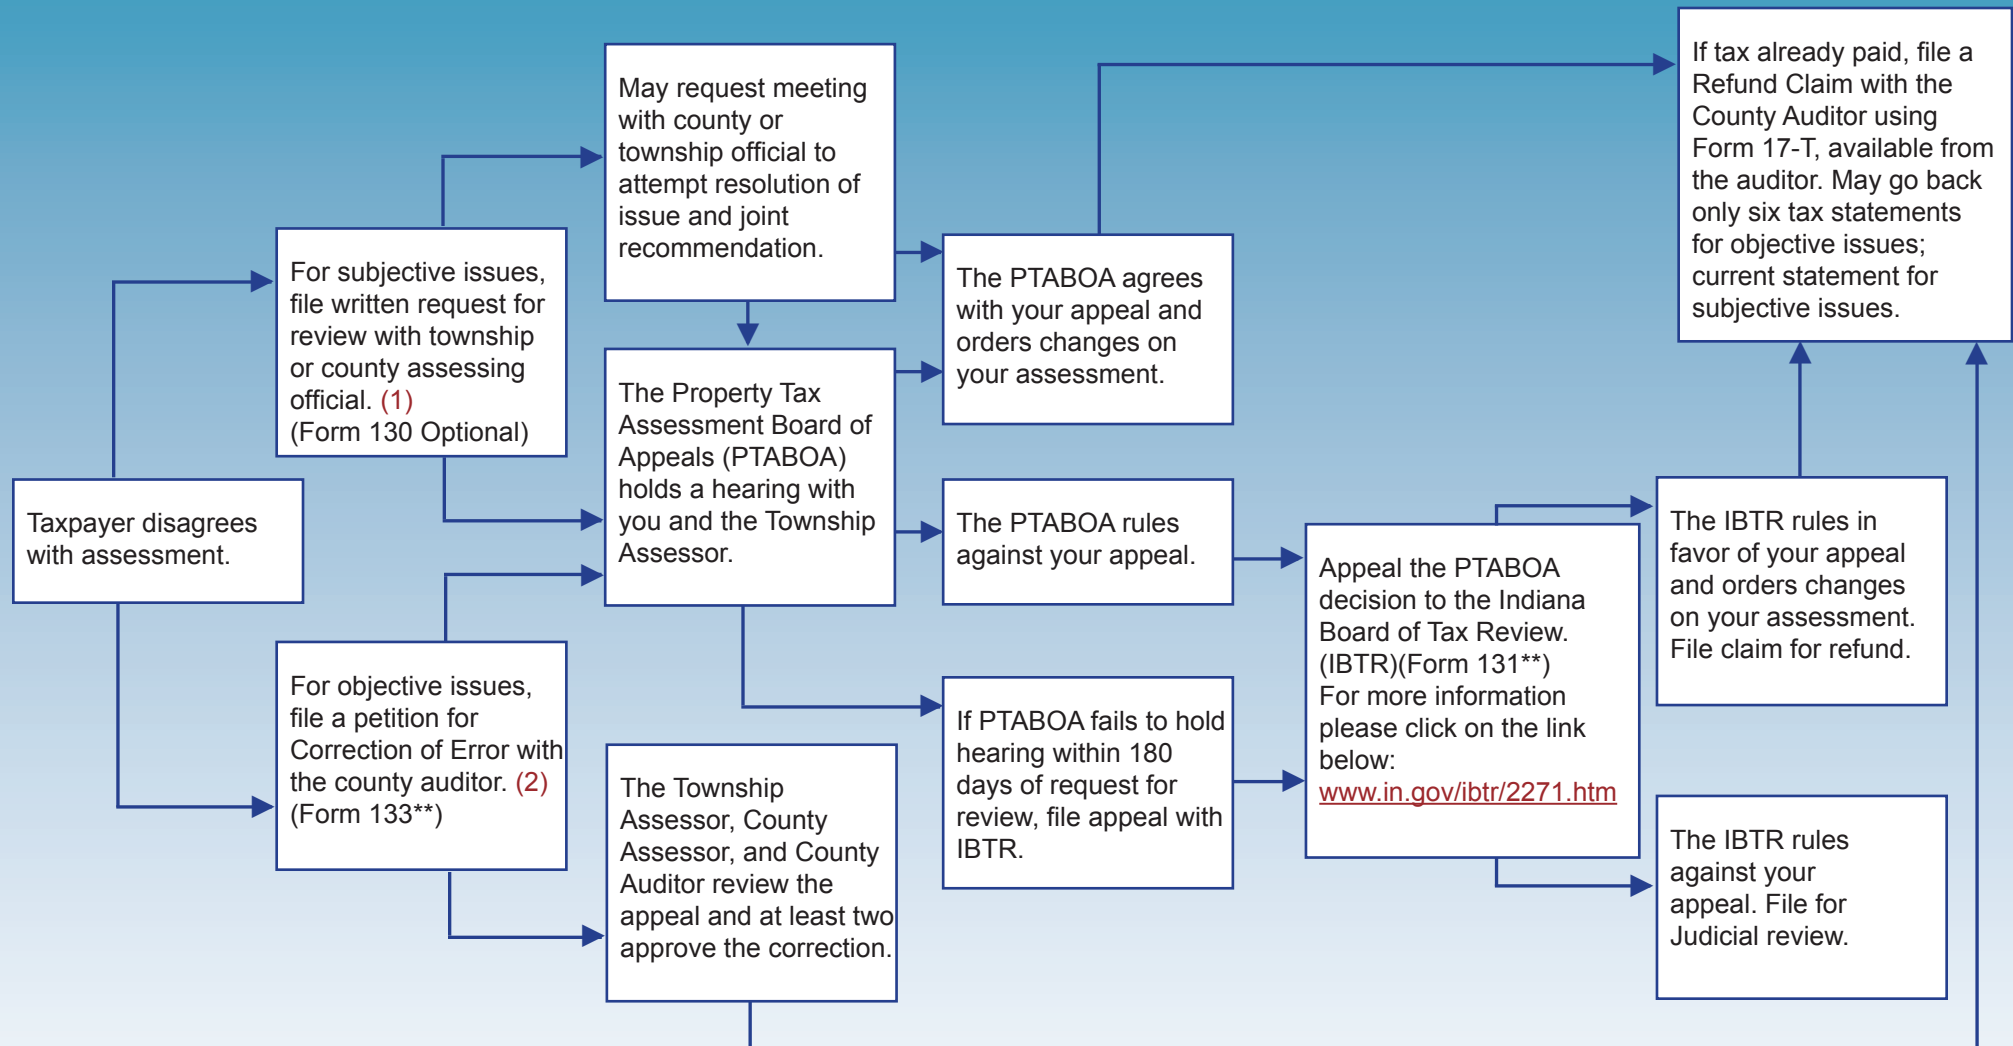 Taxpayer disagrees
with assessment.
For subjective issues,
file written request for
review with township
or county assessing
official. (1)
(Form 130 Optional)
For objective issues,
file a petition for
Correction of Error with
the county auditor. (2)
(Form 133**)
May request meeting
with county or
township official to
attempt resolution of
issue and joint
recommendation.
The Property Tax
Assessment Board of
Appeals (PTABOA)
holds a hearing with
you and the Township
Assessor.
The Township
Assessor, County
Assessor, and County
Auditor review the
appeal and at least two
approve the correction.
The PTABOA agrees
with your appeal and
orders changes on
your assessment.
The PTABOA rules
against your appeal.
If PTABOA fails to hold
hearing within 180
days of request for
review, file appeal with
IBTR.
Appeal the PTABOA
decision to the Indiana
Board of Tax Review.
(IBTR)(Form 131**)
For more information
please click on the link
below:
www.in.gov/ibtr/2271.htm
If tax already paid, file a
Refund Claim with the
County Auditor using
Form 17-T, available from
the auditor. May go back
only six tax statements
for objective issues;
current statement for
subjective issues.
The IBTR rules in
favor of your appeal
and orders changes
on your assessment.
File claim for refund.
The IBTR rules
against your
appeal. File for
Judicial review.